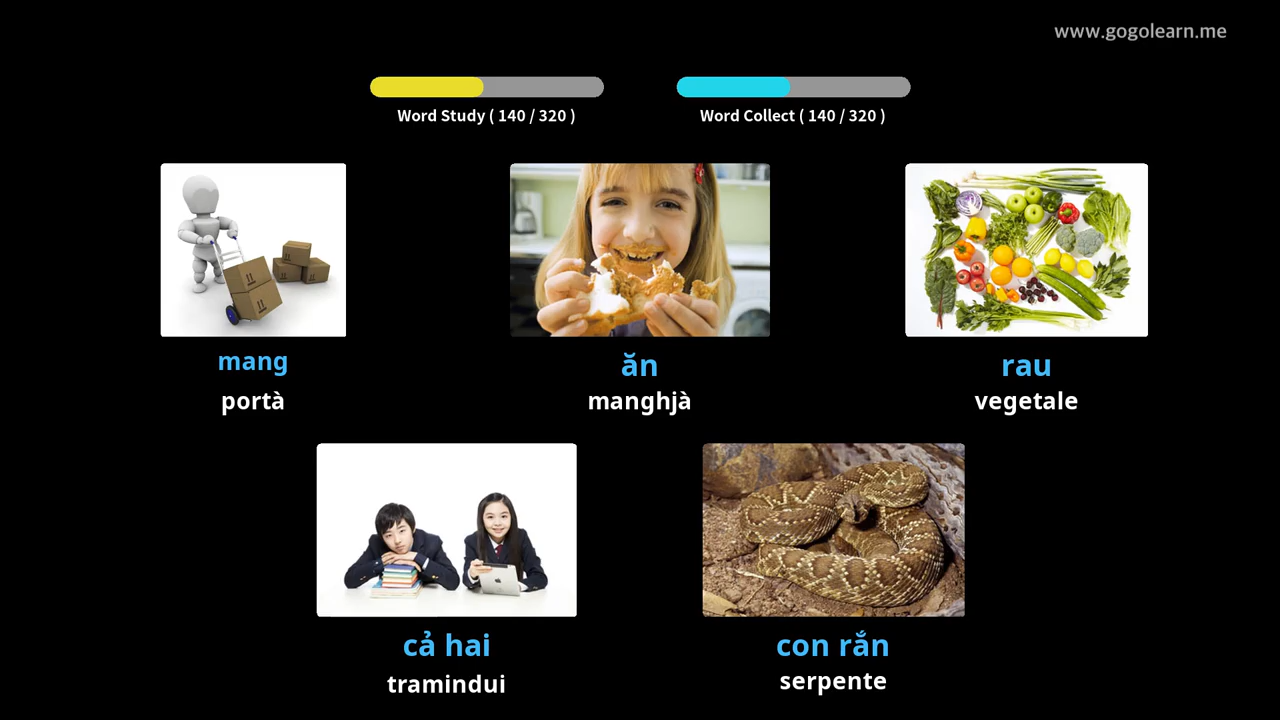 www.gogolearn.me
Word Study ( 140 / 320 )
Word Collect ( 140 / 320 )
mang
portà
ăn
manghjà
rau
vegetale
cả hai
tramindui
con rắn
serpente